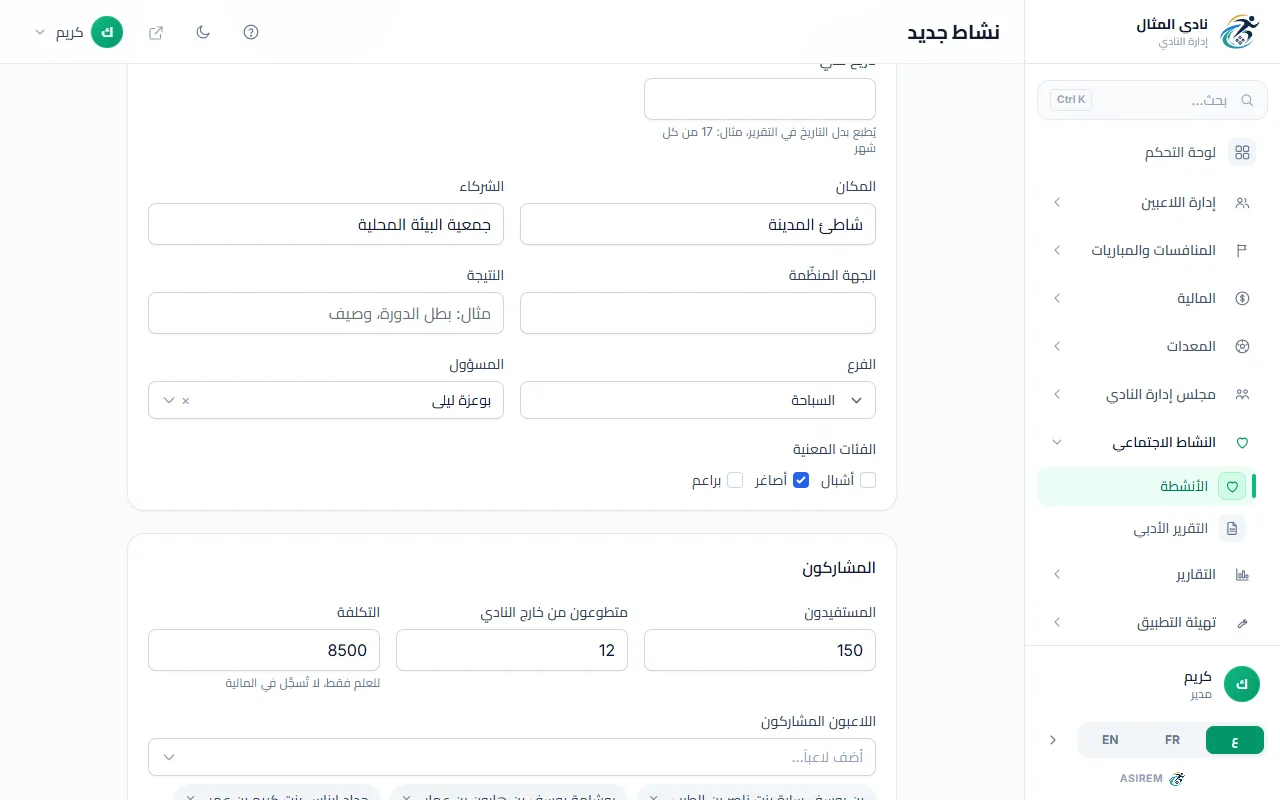 نادي المثال
إدارة النادي
بحث...
Ctrl K
لوحة التحكم
إدارة اللاعبين
المنافسات والمباريات
المالية
المعدات
مجلس إدارة النادي
النشاط الاجتماعي
الأنشطة
التقرير الأدبي
التقارير
تهيئة التطبيق
ك
كريم
مدير
ع
FR
EN
ASIREM
نشاط جديد
ك
كريم
يُطبع بدل التاريخ في التقرير، مثال: 17 من كل
شهر
المكان
الشركاء
شاطئ المدينة
جمعية البيئة المحلية
الجهة المنظّمة
النتيجة
مثال: بطل الدورة، وصيف
الفرع
المسؤول
السباحة
بوعزة ليلى
الفئات المعنية
أشبال
أصاغر
براعم
المشاركون
المستفيدون
متطوعون من خارج النادي
التكلفة
150
12
8500
للعلم فقط، لا تُسجَّل في المالية
اللاعبون المشاركون
أضف لاعباً...